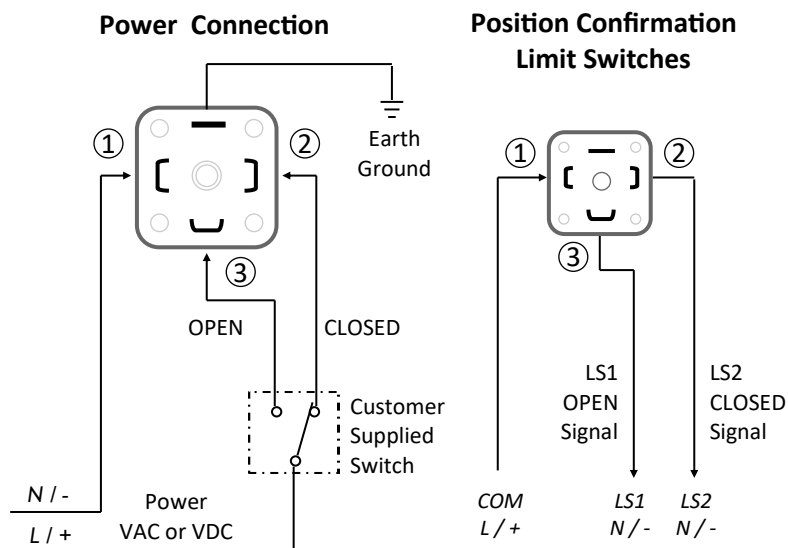 Power Connection
①
②
③
Earth
Ground
OPEN
CLOSED
Customer
Supplied
Switch
N / -
L / +
Power
VAC or VDC
Position Confirmation
Limit Switches
①
②
③
LS1
OPEN
Signal
LS2
CLOSED
Signal
COM
L / +
LS1
N / -
LS2
N / -